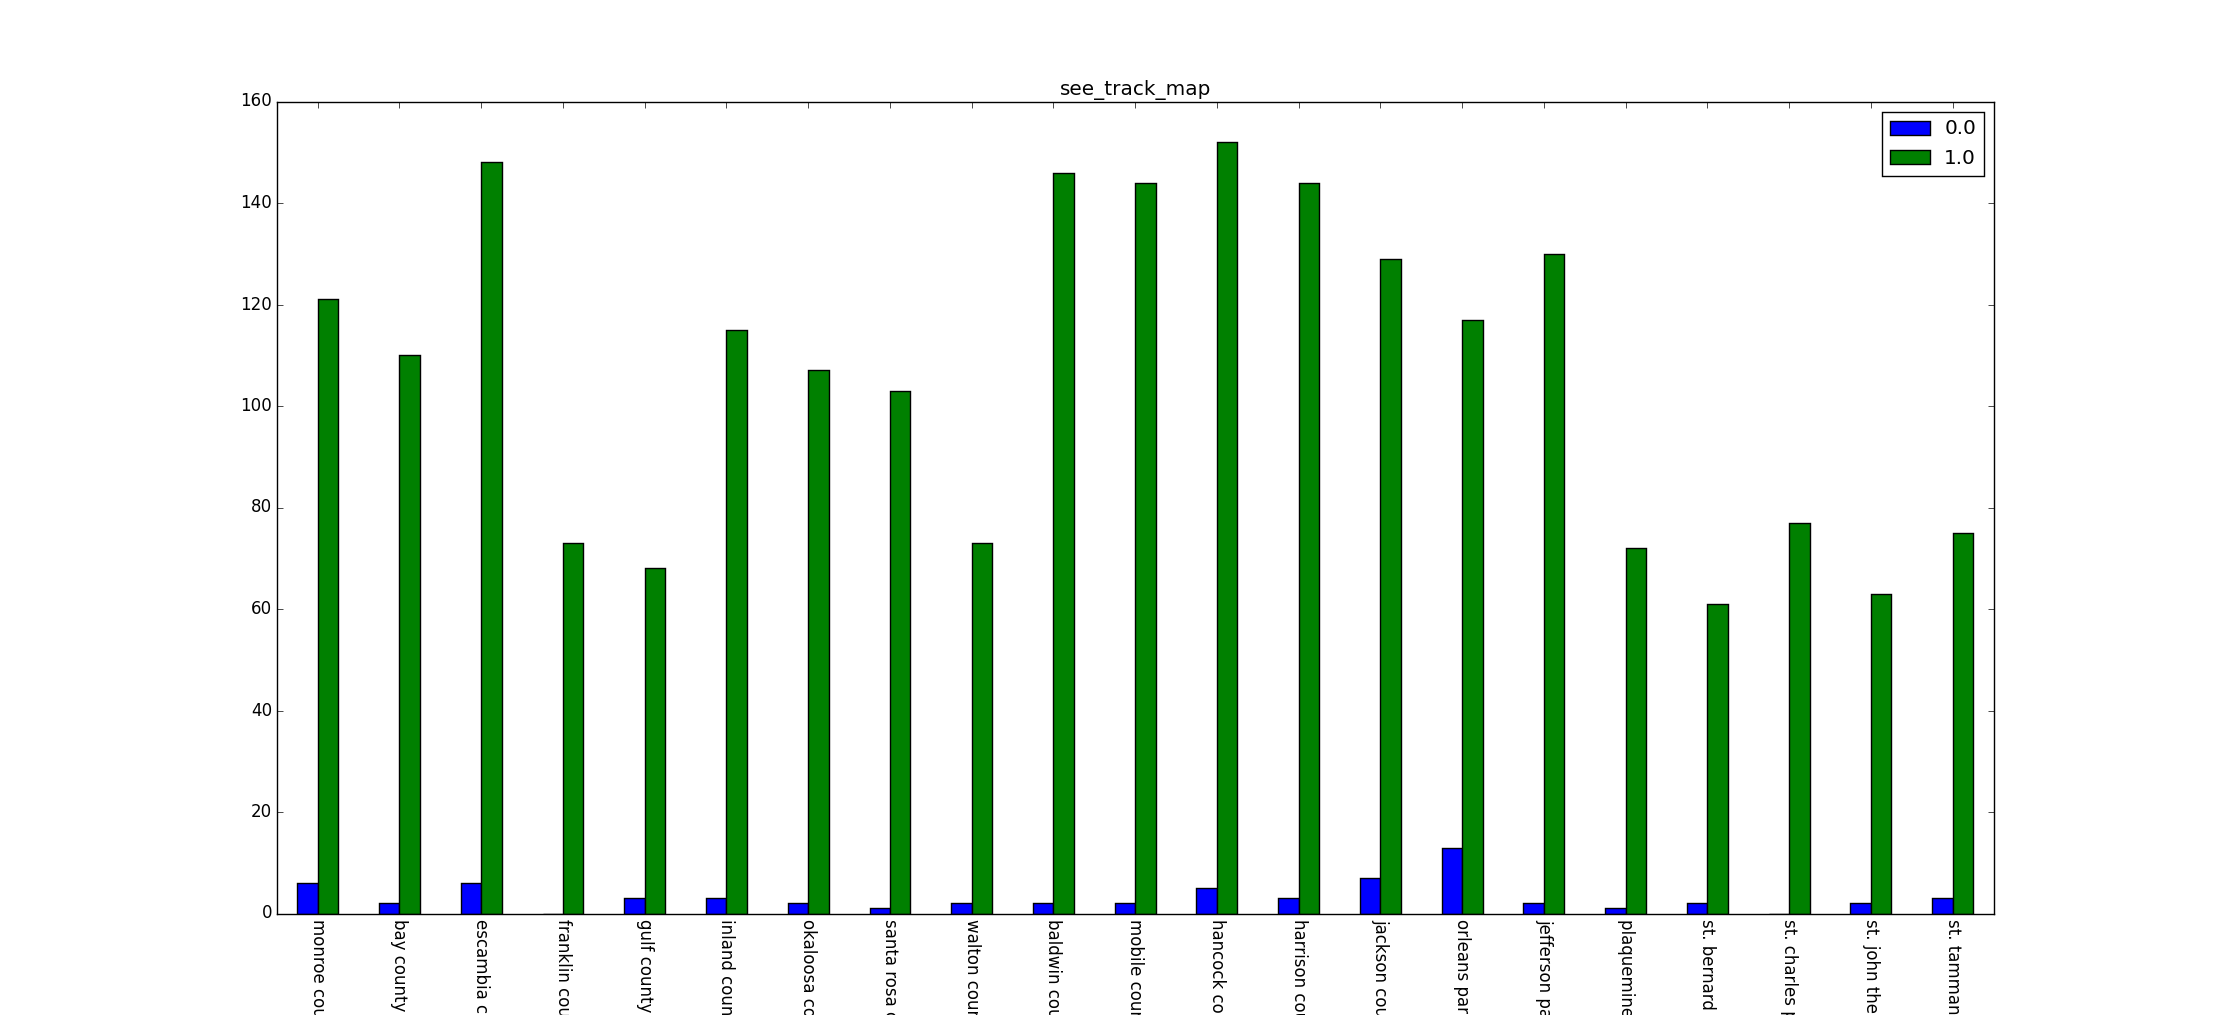 see_track_map
160
140
120
100
80
60
40
20
0
0.0
1.0
monroe cou
bay county
escambia c
franklin cou
gulf county
inland coun
okaloosa co
santa rosa c
walton coun
baldwin cou
mobile coun
hancock co
harrison cou
jackson cou
orleans par
jefferson pa
plaquemine
st. bernard
st. charles p
st. john the
st. tamman